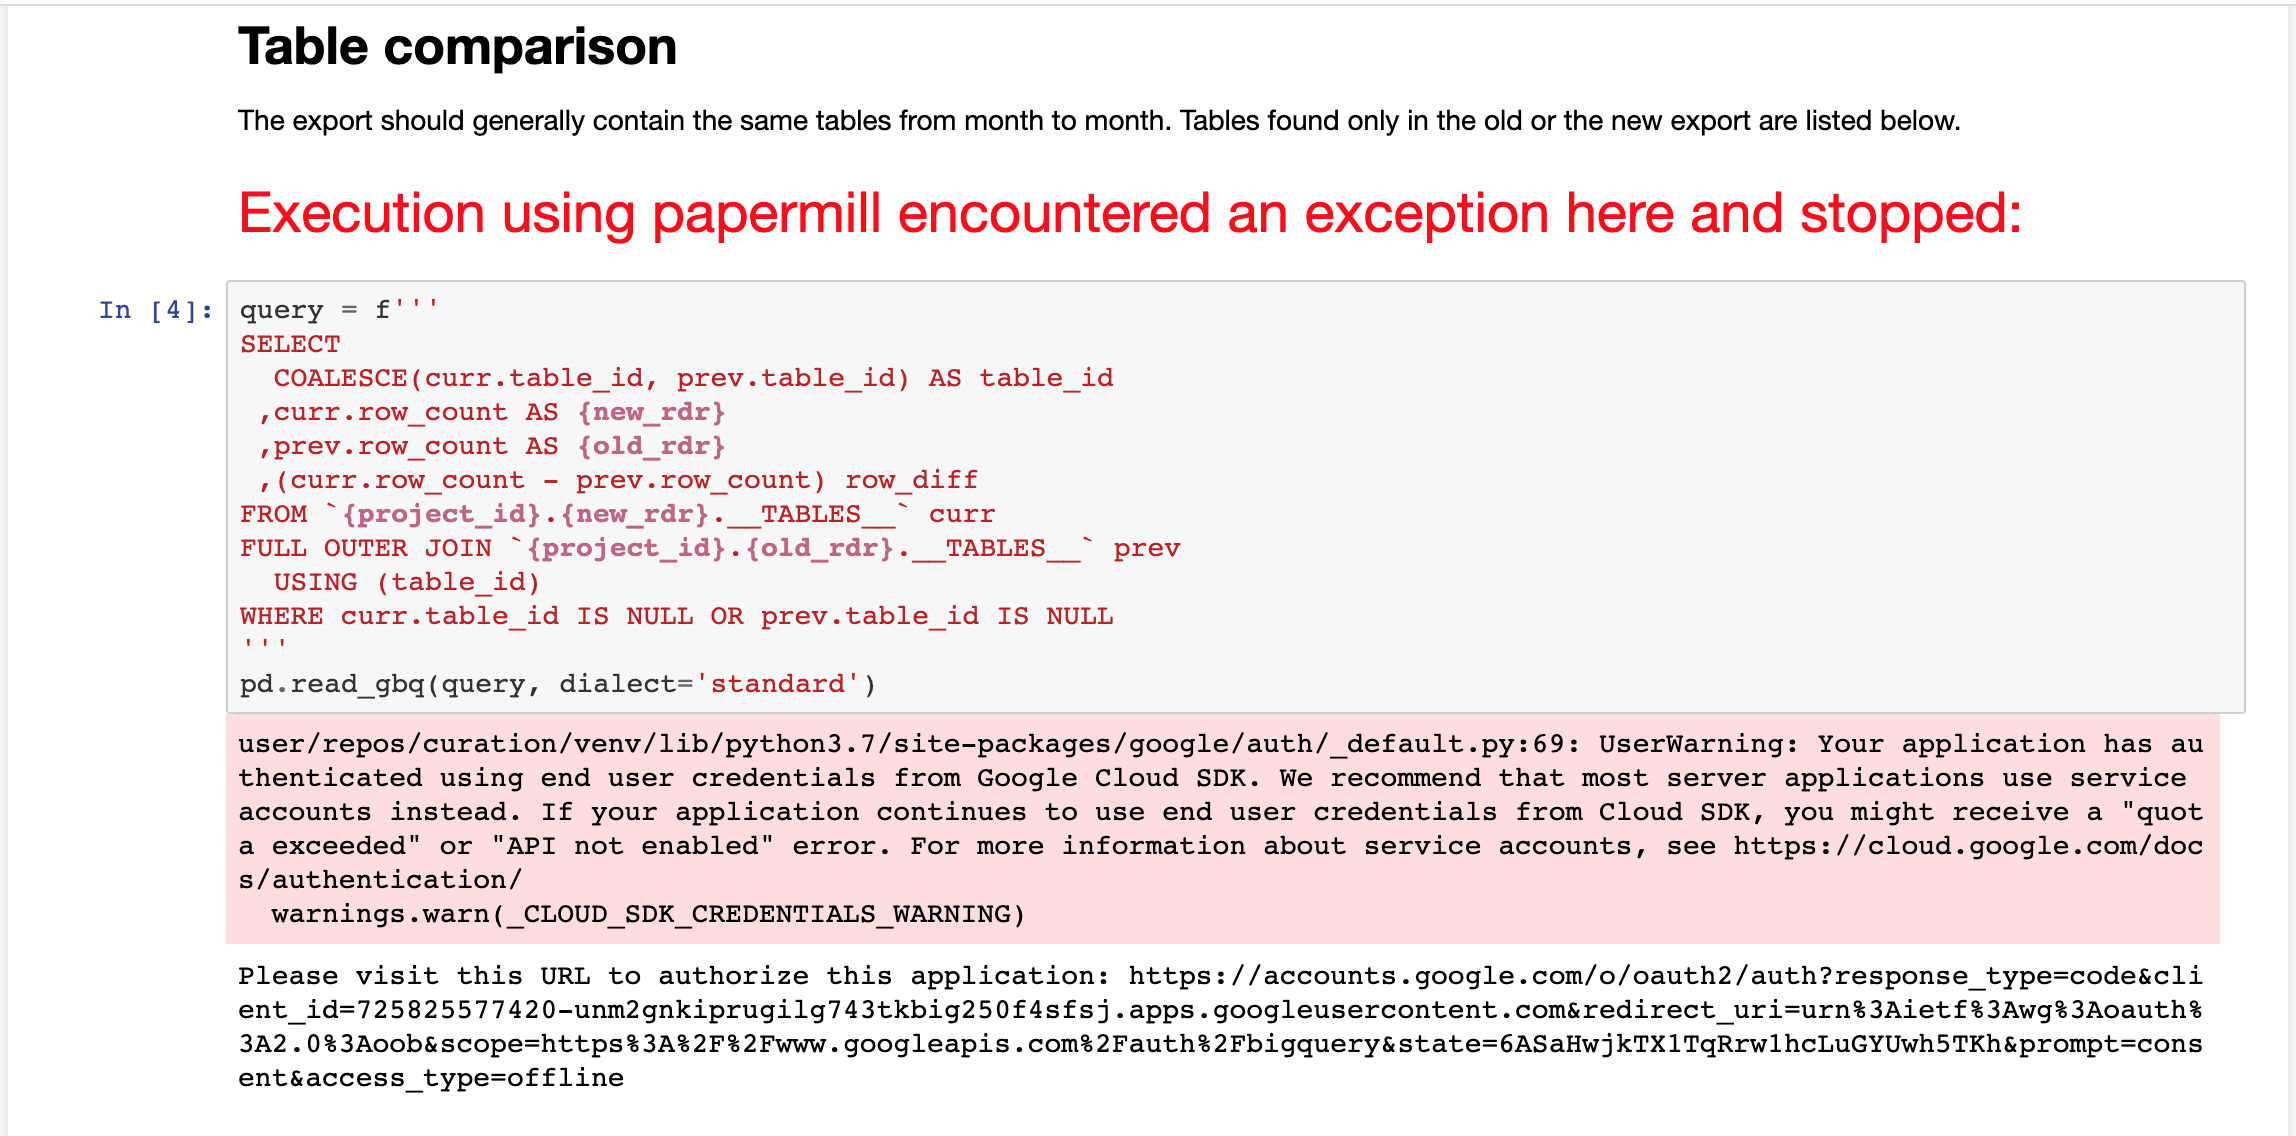 Table comparison
The export should generally contain the same tables from month to month. Tables found only in the old or the new export are listed below.
Execution using papermill encountered an exception here and stopped:
In [4]: query = f'''
SELECT
  COALESCE(curr.table_id, prev.table_id) AS table_id
 ,curr.row_count AS {new_rdr}
 ,prev.row_count AS {old_rdr}
 ,(curr.row_count - prev.row_count) row_diff
FROM `{project_id}.{new_rdr}.__TABLES__` curr
FULL OUTER JOIN `{project_id}.{old_rdr}.__TABLES__` prev
  USING (table_id)
WHERE curr.table_id IS NULL OR prev.table_id IS NULL
'''
pd.read_gbq(query, dialect='standard')
user/repos/curation/venv/lib/python3.7/site-packages/google/auth/_default.py:69: UserWarning: Your application has au
thenticated using end user credentials from Google Cloud SDK. We recommend that most server applications use service
accounts instead. If your application continues to use end user credentials from Cloud SDK, you might receive a "quot
a exceeded" or "API not enabled" error. For more information about service accounts, see https://cloud.google.com/doc
s/authentication/
  warnings.warn(_CLOUD_SDK_CREDENTIALS_WARNING)
Please visit this URL to authorize this application: https://accounts.google.com/o/oauth2/auth?response_type=code&cli
ent_id=725825577420-unm2gnkiprugilg743tkbig250f4sfsj.apps.googleusercontent.com&redirect_uri=urn%3Aietf%3Awg%3Aoauth%
3A2.0%3Aoob&scope=https%3A%2F%2Fwww.googleapis.com%2Fauth%2Fbigquery&state=6ASaHwjkTX1TqRrw1hcLuGYUwh5TKh&prompt=cons
ent&access_type=offline